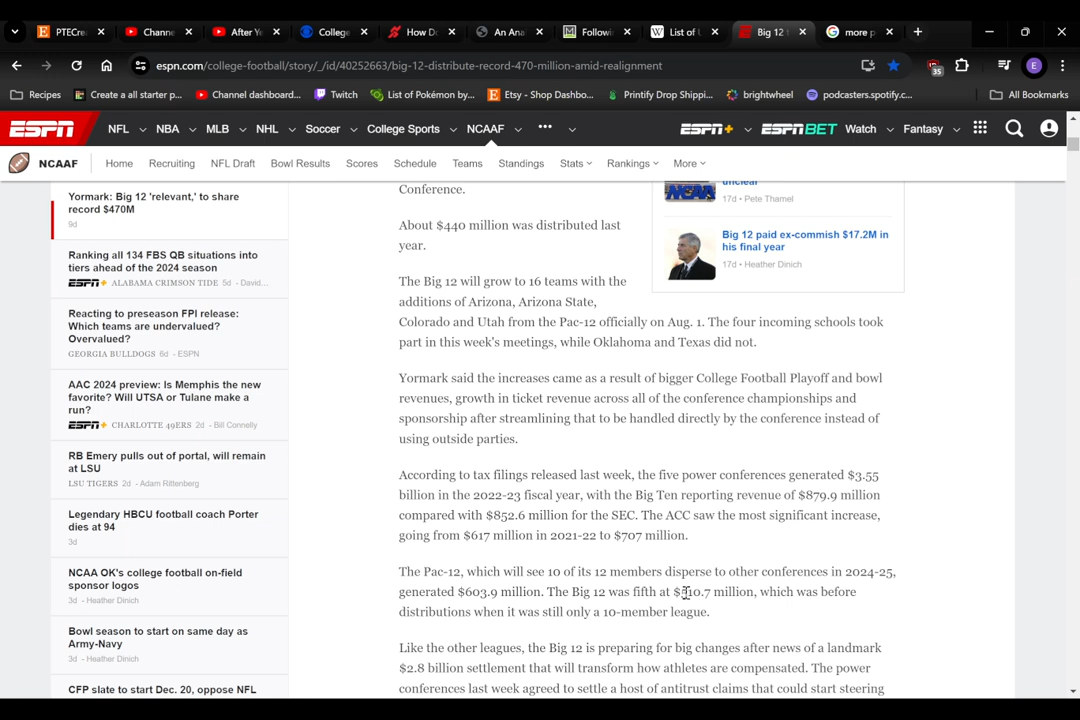 PTECre
Chann
After Y
College
How D
An Ana
Followi
List of
Big 12
more p
espn.com/college-football/story/_/id/40252663/big-12-distribute-record-470-million-amid-realignment
35
E
Recipes
Create a all starter p...
Channel dashboard...
Twitch
List of Pokémon by...
Etsy - Shop Dashbo...
Printify Drop Shippi...
brightwheel
podcasters.spotify.c...
All Bookmarks
ESPN
NFL
NBA
MLB
NHL
Soccer
College Sports
NCAAF
ESPN+
ESPN BET
Watch
Fantasy
NCAAF
Home
Recruiting
NFL Draft
Bowl Results
Scores
Schedule
Teams
Standings
Stats
Rankings
More
Yormark: Big 12 'relevant,' to share
record $470M
9d
Ranking all 134 FBS QB situations into
tiers ahead of the 2024 season
ESPN+ ALABAMA CRIMSON TIDE 5d • David...
Reacting to preseason FPI release:
Which teams are undervalued?
Overvalued?
GEORGIA BULLDOGS 6d • ESPN
AAC 2024 preview: Is Memphis the new
favorite? Will UTSA or Tulane make a
run?
ESPN+ CHARLOTTE 49ERS 2d • Bill Connelly
RB Emery pulls out of portal, will remain
at LSU
LSU TIGERS 2d • Adam Rittenberg
Legendary HBCU football coach Porter
dies at 94
3d
NCAA OK's college football on-field
sponsor logos
3d • Heather Dinich
Bowl season to start on same day as
Army-Navy
3d • Heather Dinich
CFP slate to start Dec. 20, oppose NFL
Conference.
About $440 million was distributed last
year.
The Big 12 will grow to 16 teams with the
additions of Arizona, Arizona State,
Colorado and Utah from the Pac-12 officially on Aug. 1. The four incoming schools took
part in this week's meetings, while Oklahoma and Texas did not.
Yormark said the increases came as a result of bigger College Football Playoff and bowl
revenues, growth in ticket revenue across all of the conference championships and
sponsorship after streamlining that to be handled directly by the conference instead of
using outside parties.
According to tax filings released last week, the five power conferences generated $3.55
billion in the 2022-23 fiscal year, with the Big Ten reporting revenue of $879.9 million
compared with $852.6 million for the SEC. The ACC saw the most significant increase,
going from $617 million in 2021-22 to $707 million.
The Pac-12, which will see 10 of its 12 members disperse to other conferences in 2024-25,
generated $603.9 million. The Big 12 was fifth at $510.7 million, which was before
distributions when it was still only a 10-member league.
Like the other leagues, the Big 12 is preparing for big changes after news of a landmark
$2.8 billion settlement that will transform how athletes are compensated. The power
conferences last week agreed to settle a host of antitrust claims that could start steering
NCAA
unclear
17d • Pete Thamel
Big 12 paid ex-commish $17.2M in
his final year
17d • Heather Dinich